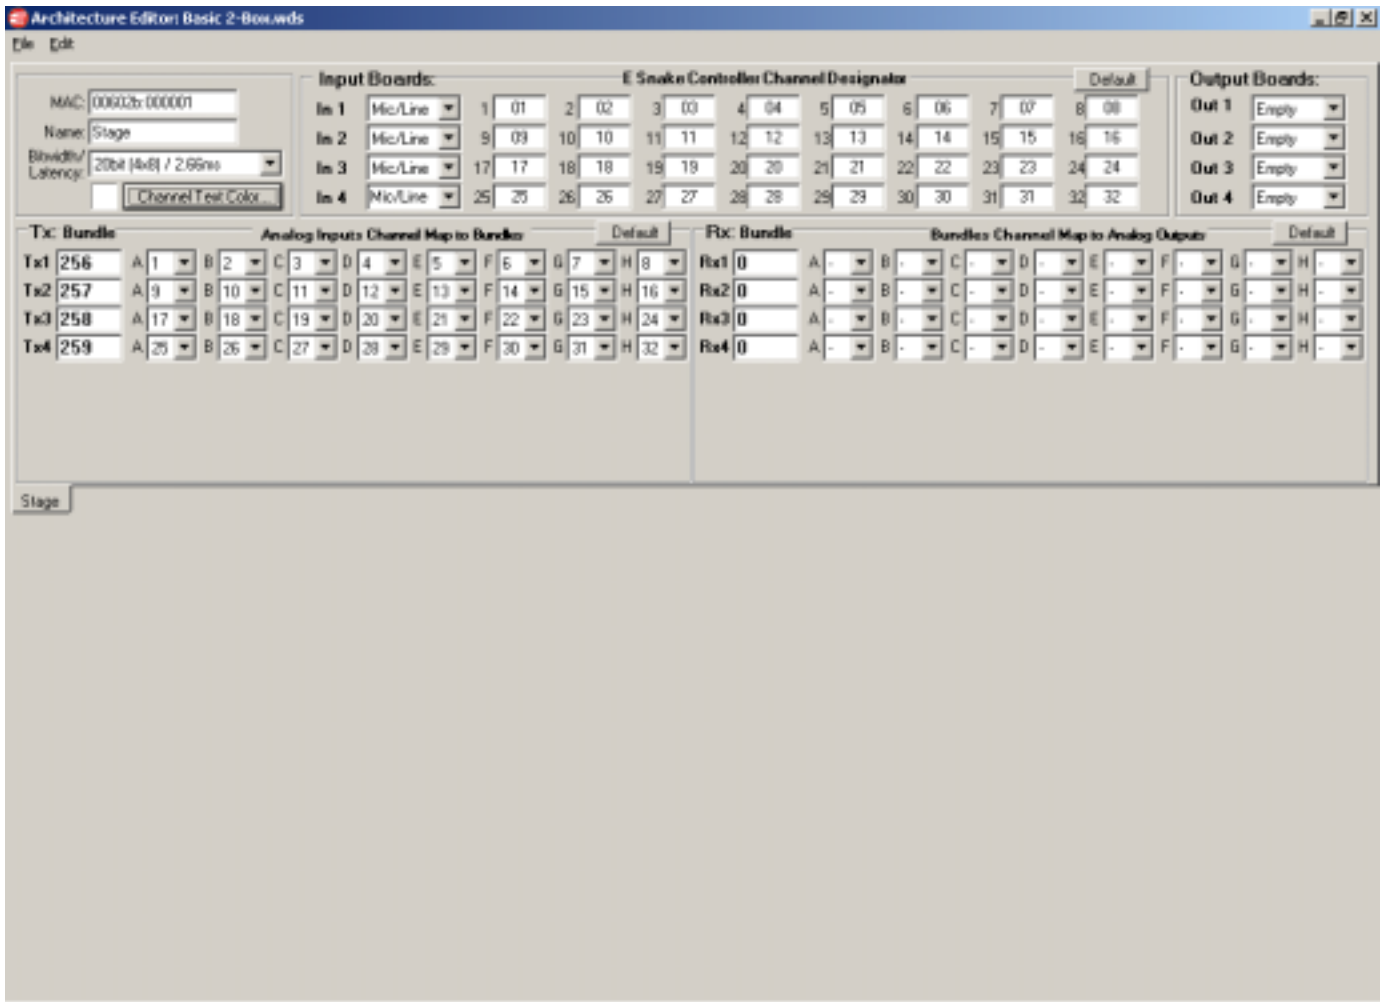 Architecture Editor: Basic 2-Box.wds
File Edit
MAC: 00602b:000001
Name: Stage
Bitwidth/
Latency: 20bit (4x8) / 2.66ms
Channel Text Color...
Input Boards: E Snake Controller Channel Designator Default
In 1 Mic/Line 1 01 2 02 3 03 4 04 5 05 6 06 7 07 8 08
In 2 Mic/Line 9 09 10 10 11 11 12 12 13 13 14 14 15 15 16 16
In 3 Mic/Line 17 17 18 18 19 19 20 20 21 21 22 22 23 23 24 24
In 4 Mic/Line 25 25 26 26 27 27 28 28 29 29 30 30 31 31 32 32
Output Boards:
Out 1 Empty
Out 2 Empty
Out 3 Empty
Out 4 Empty
Tx: Bundle Analog Inputs Channel Map to Bundles Default
Tx1 256 A 1 B 2 C 3 D 4 E 5 F 6 G 7 H 8
Tx2 257 A 9 B 10 C 11 D 12 E 13 F 14 G 15 H 16
Tx3 258 A 17 B 18 C 19 D 20 E 21 F 22 G 23 H 24
Tx4 259 A 25 B 26 C 27 D 28 E 29 F 30 G 31 H 32
Rx: Bundle Bundles Channel Map to Analog Outputs Default
Rx1 0 A - B - C - D - E - F - G - H -
Rx2 0 A - B - C - D - E - F - G - H -
Rx3 0 A - B - C - D - E - F - G - H -
Rx4 0 A - B - C - D - E - F - G - H -
Stage